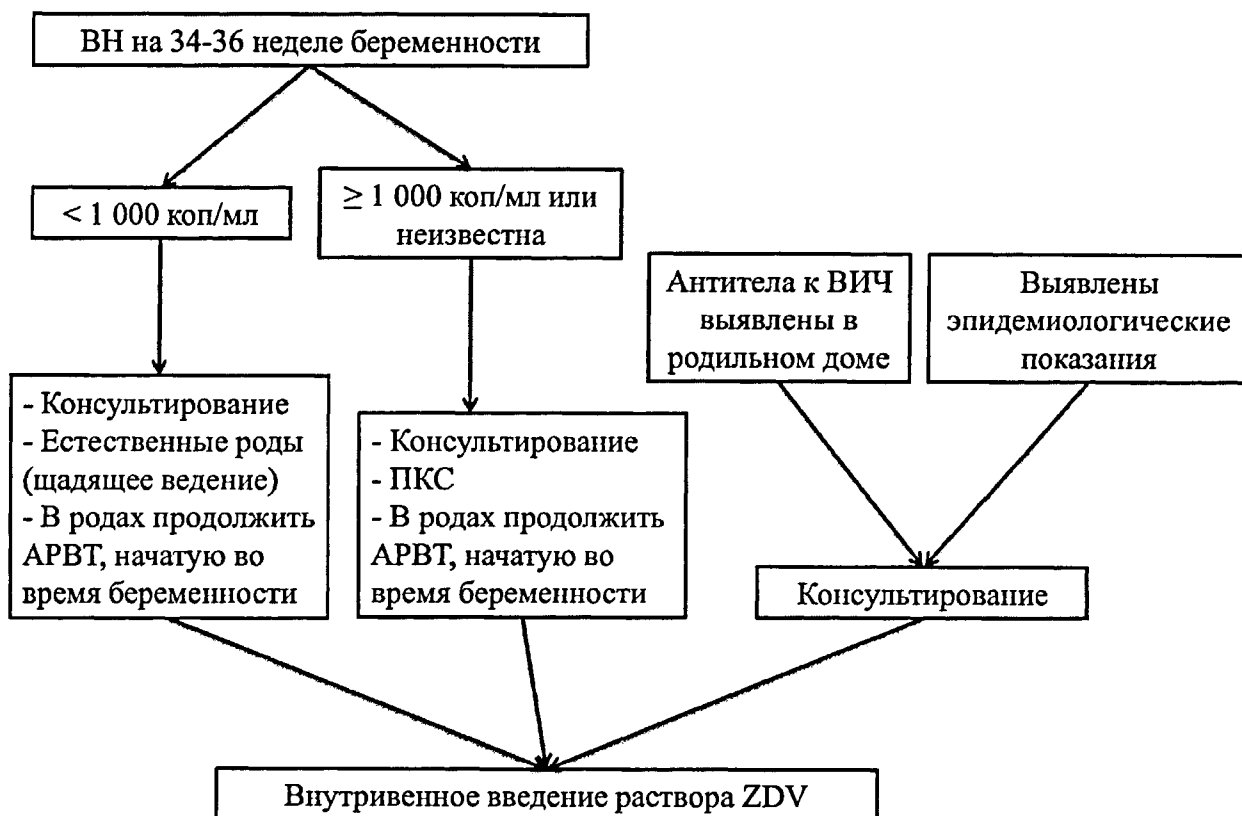 ВН на 34-36 неделе беременности
< 1 000 коп/мл
≥ 1 000 коп/мл или
неизвестна
Антитела к ВИЧ
выявлены в
родильном доме
Выявлены
эпидемиологические
показания
- Консультирование
- Естественные роды
(щадящее ведение)
- В родах продолжить
АРВТ, начатую во
время беременности
- Консультирование
- ПКС
- В родах продолжить
АРВТ, начатую во
время беременности
Консультирование
Внутривенное введение раствора ZDV